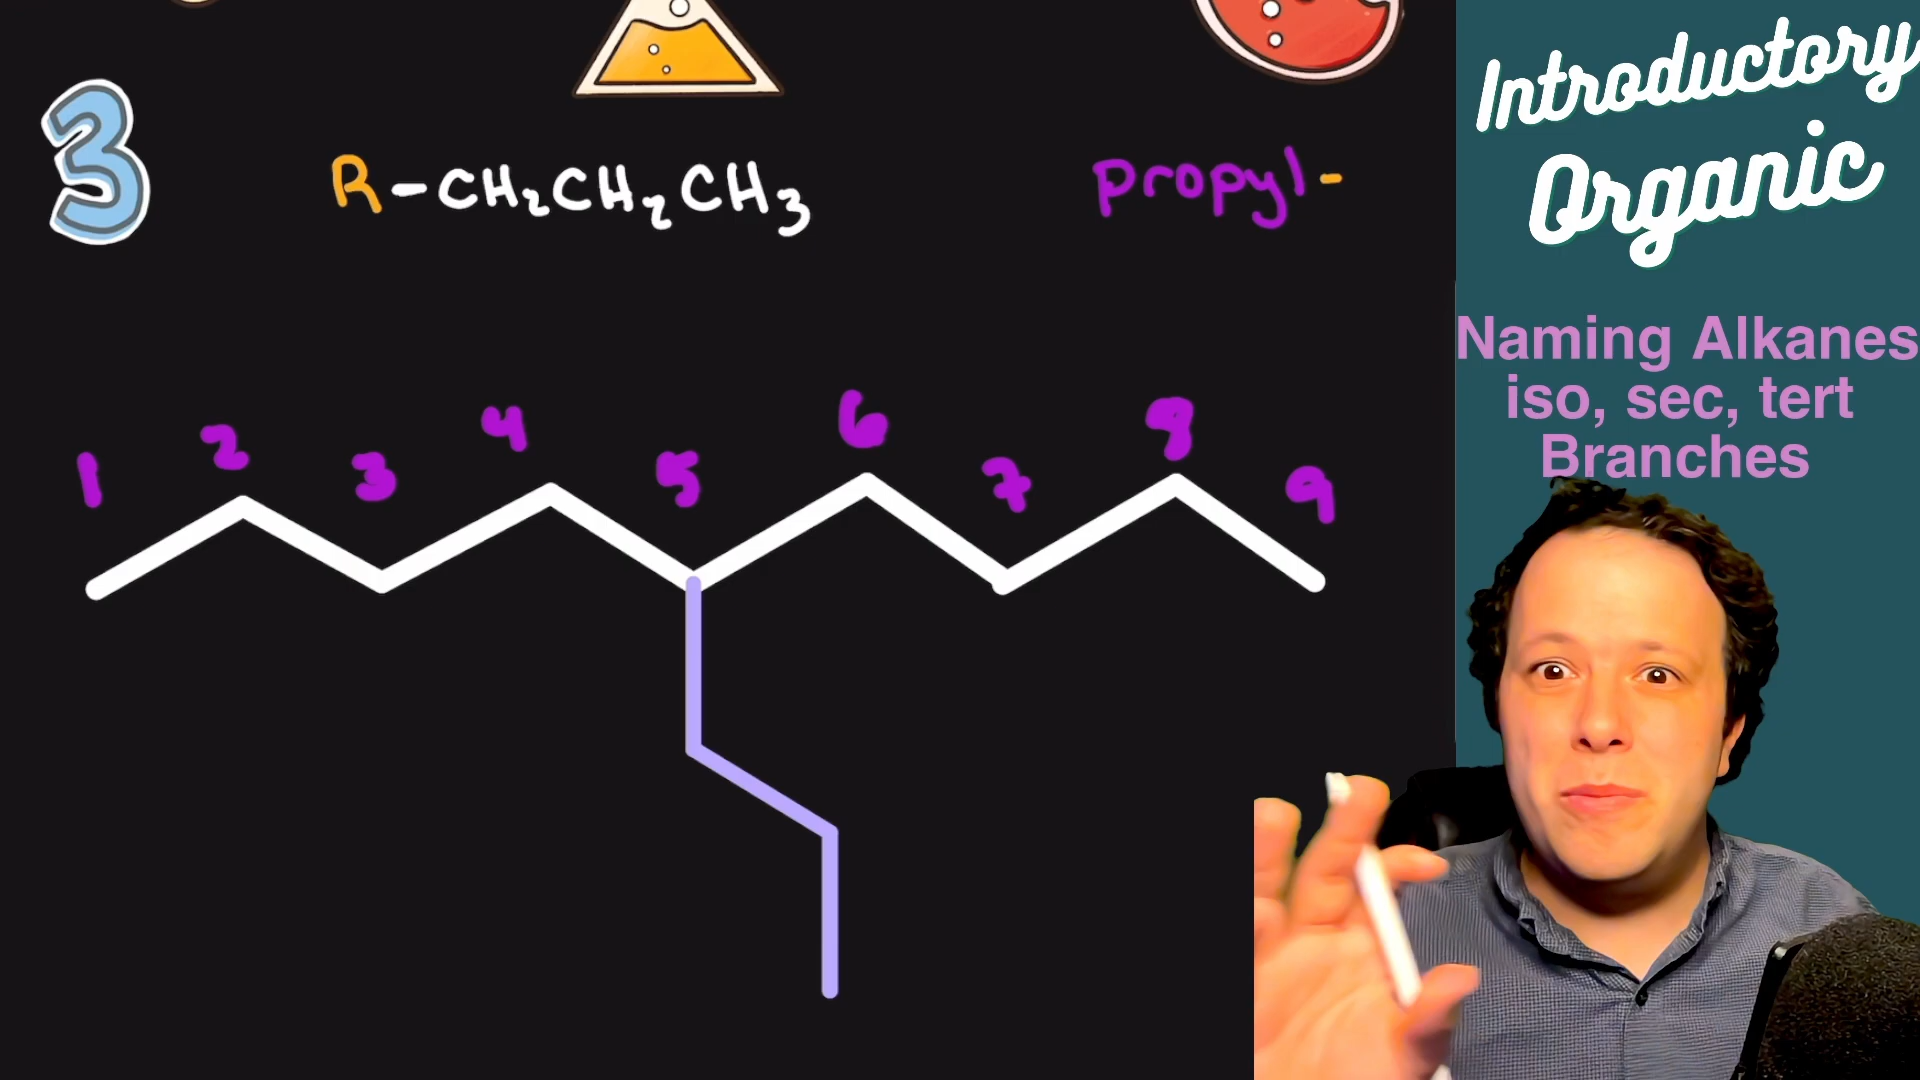 Introductory
Organic
Naming Alkanes
iso, sec, tert
Branches
3
R-CH₂CH₂CH₃
propyl-
1 2 3 4 5 6 7 8 9